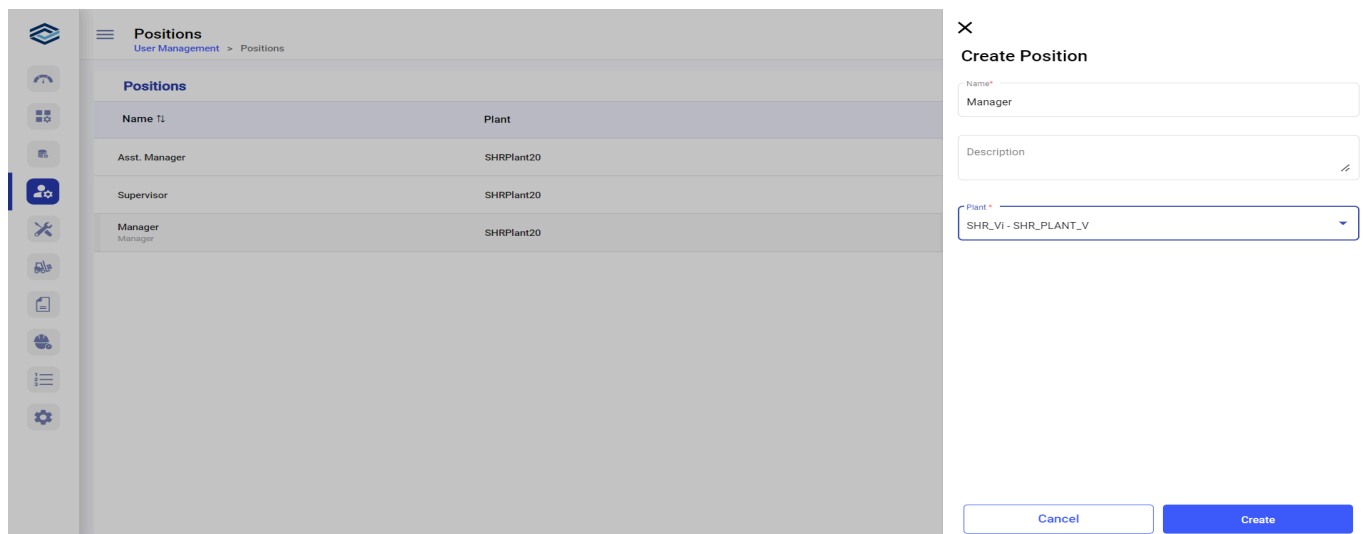 Positions
User Management > Positions
Positions
Name ↑↓ Plant
Asst. Manager SHRPlant20
Supervisor SHRPlant20
Manager
Manager
SHRPlant20
Create Position
Name*
Manager
Description
Plant *
SHR_Vi - SHR_PLANT_V
Cancel Create